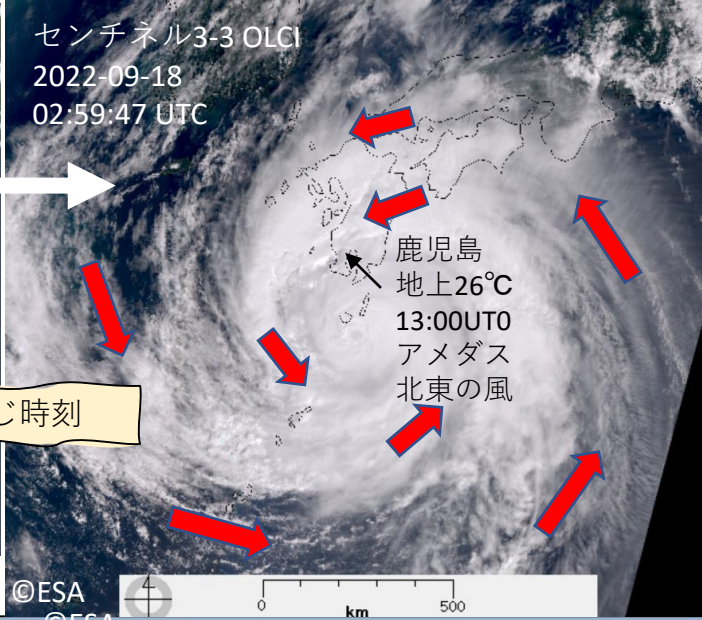 センチネル3-3 OLCI
2022-09-18
02:59:47 UTC
鹿児島
地上26℃
13:00UT0
アメダス
北東の風
じ時刻
©ESA
©ESA
0
km
500